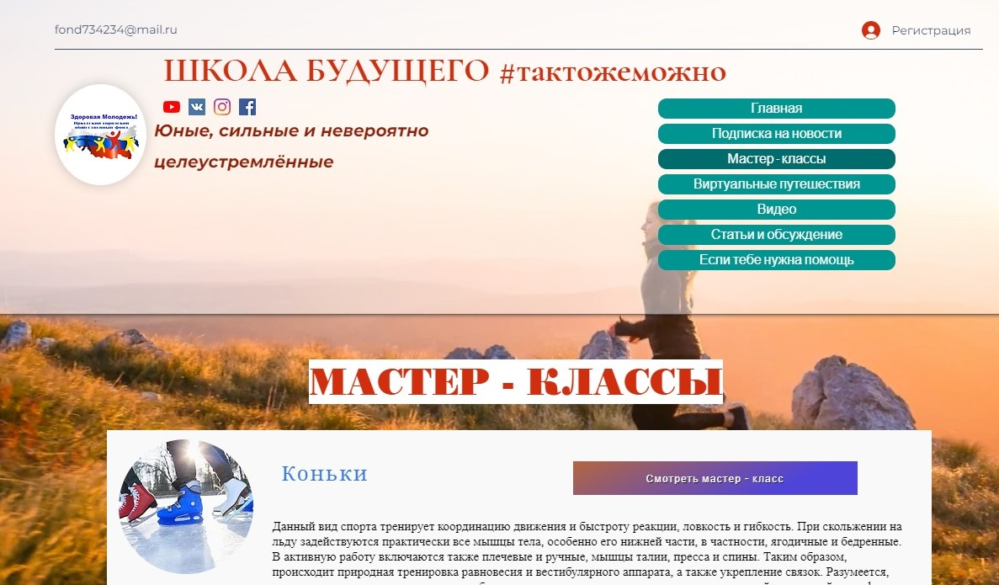 fond734234@mail.ru
Регистрация
ШКОЛА БУДУЩЕГО #тактожеможно
Здоровая Молодежь!
Юные, сильные и невероятно
целеустремлённые
Главная
Подписка на новости
Мастер - классы
Виртуальные путешествия
Видео
Статьи и обсуждение
Если тебе нужна помощь
МАСТЕР - КЛАССЫ
Коньки
Смотреть мастер - класс
Данный вид спорта тренирует координацию движения и быстроту реакции, ловкость и гибкость. При скольжении на
льду задействуются практически все мышцы тела, особенно его нижней части, в частности, ягодичные и бедренные.
В активную работу включаются также плечевые и ручные, мышцы талии, пресса и спины. Таким образом,
происходит природная тренировка равновесия и вестибулярного аппарата, а также укрепление связок. Разумеется,